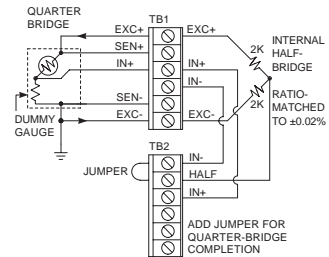 QUARTER
BRIDGE
EXC+
SEN+
IN+
SEN-
EXC-
DUMMY
GAUGE
TB1
EXC+
IN+
IN-
EXC-
2K
2K
INTERNAL
HALF-
BRIDGE
RATIO-
MATCHED
TO ±0.02%
TB2
JUMPER
IN-
HALF
IN+
ADD JUMPER FOR
QUARTER-BRIDGE
COMPLETION